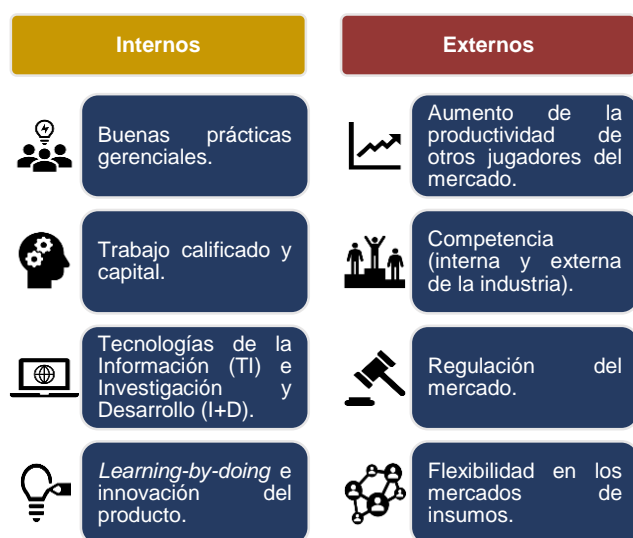 Internos
Buenas prácticas
gerenciales.
Trabajo calificado y
capital.
Tecnologías de la
Información (TI) e
Investigación y
Desarrollo (I+D).
Learning-by-doing e
innovación del
producto.
Externos
Aumento de la
productividad de
otros jugadores del
mercado.
Competencia
(interna y externa
de la industria).
Regulación del
mercado.
Flexibilidad en los
mercados de
insumos.